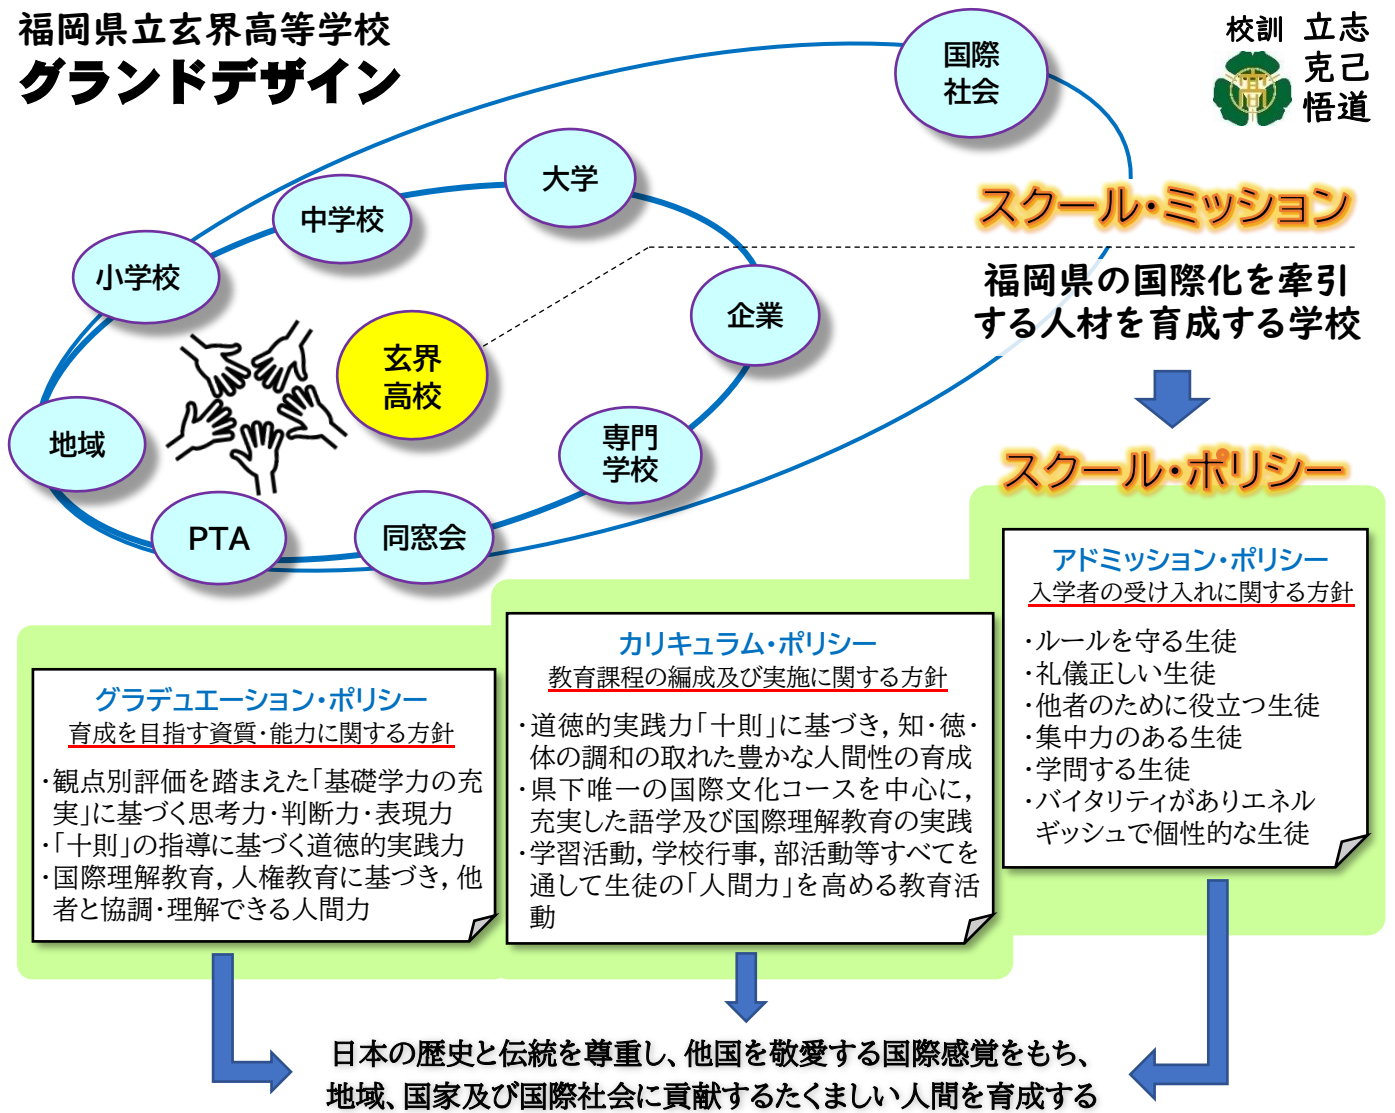 福岡県立玄界高等学校
グランドデザイン
校訓 立志
克己
悟道
国際
社会
大学
中学校
小学校
企業
玄界
高校
地域
専門
学校
PTA
同窓会
スクール・ミッション
福岡県の国際化を牽引
する人材を育成する学校
スクール・ポリシー
アドミッション・ポリシー
入学者の受け入れに関する方針
・ルールを守る生徒
・礼儀正しい生徒
・他者のために役立つ生徒
・集中力のある生徒
・学問する生徒
・バイタリティがありエネル
ギッシュで個性的な生徒
カリキュラム・ポリシー
教育課程の編成及び実施に関する方針
・道徳的実践力「十則」に基づき，知・徳・
体の調和の取れた豊かな人間性の育成
・県下唯一の国際文化コースを中心に，
充実した語学及び国際理解教育の実践
・学習活動，学校行事，部活動等すべてを
通して生徒の「人間力」を高める教育活
動
グラデュエーション・ポリシー
育成を目指す資質・能力に関する方針
・観点別評価を踏まえた「基礎学力の充
実」に基づく思考力・判断力・表現力
・「十則」の指導に基づく道徳的実践力
・国際理解教育，人権教育に基づき，他
者と協調・理解できる人間力
日本の歴史と伝統を尊重し、他国を敬愛する国際感覚をもち、
地域、国家及び国際社会に貢献するたくましい人間を育成する